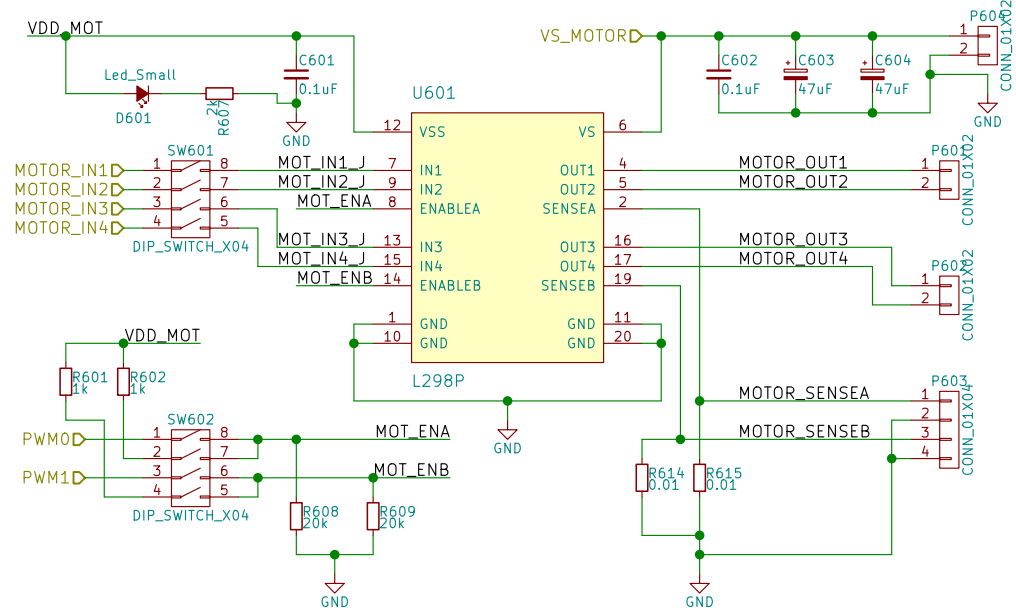 VDD_MOT
Led_Small
D601
2k
R607
C601
0.1uF
GND
U601
L298P
12 VSS
7 IN1
9 IN2
8 ENABLEA
13 IN3
15 IN4
14 ENABLEB
1 GND
10 GND
VS 6
OUT1 4
OUT2 5
SENSEA 2
OUT3 16
OUT4 17
SENSEB 19
GND 11
GND 20
GND
VS_MOTOR
C602
0.1uF
+
C603
47uF
+
C604
47uF
P604
1
2
CONN_01X02
GND
SW601
MOTOR_IN1 1 8 MOT_IN1_J
MOTOR_IN2 2 7 MOT_IN2_J
MOTOR_IN3 3 6
MOTOR_IN4 4 5
DIP_SWITCH_X04
MOT_ENA
MOT_IN3_J
MOT_IN4_J
MOT_ENB
MOTOR_OUT1 1
MOTOR_OUT2 2
P601
CONN_01X02
MOTOR_OUT3
MOTOR_OUT4
P602
1
2
CONN_01X02
VDD_MOT
R601
1k
R602
1k
SW602
PWM0 1 8 MOT_ENA
2 7
PWM1 3 6 MOT_ENB
4 5
DIP_SWITCH_X04
R608
20k
R609
20k
GND
P603
MOTOR_SENSEA 1
2
MOTOR_SENSEB 3
4
CONN_01X04
R614
0.01
R615
0.01
GND